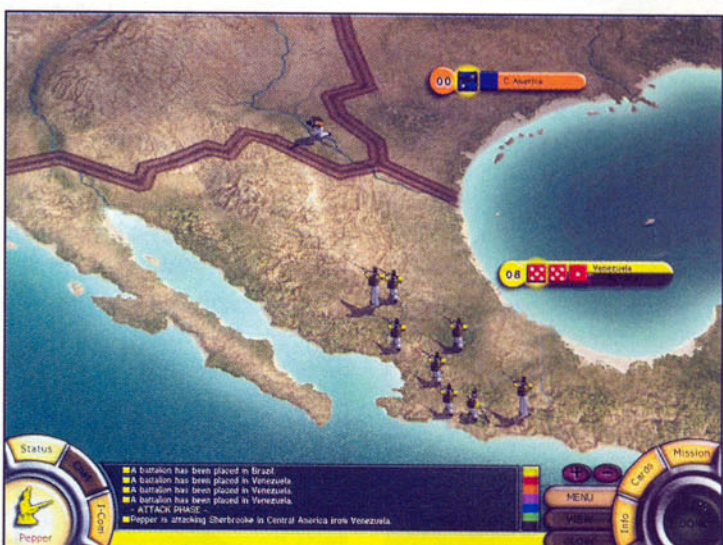 00 C. America
08 Venezuela
Status
I-Com
Pepper
A battalion has been placed in Brazil.
A battalion has been placed in Venezuela.
A battalion has been placed in Venezuela.
A battalion has been placed in Venezuela.
- ATTACK PHASE -
Pepper is attacking Sherbrooke in Central America from Venezuela.
MENU
VIEW
Info
Cards
Mission